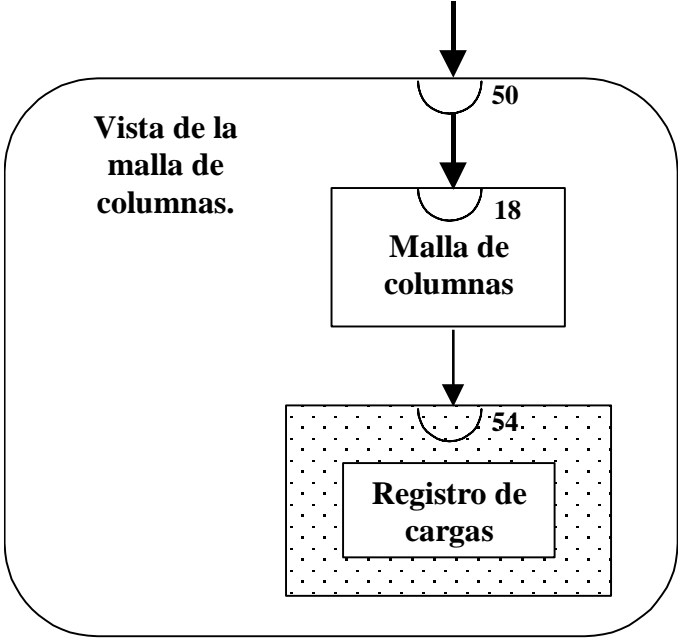 50
Vista de la
malla de
columnas.
18
Malla de
columnas
54
Registro de
cargas